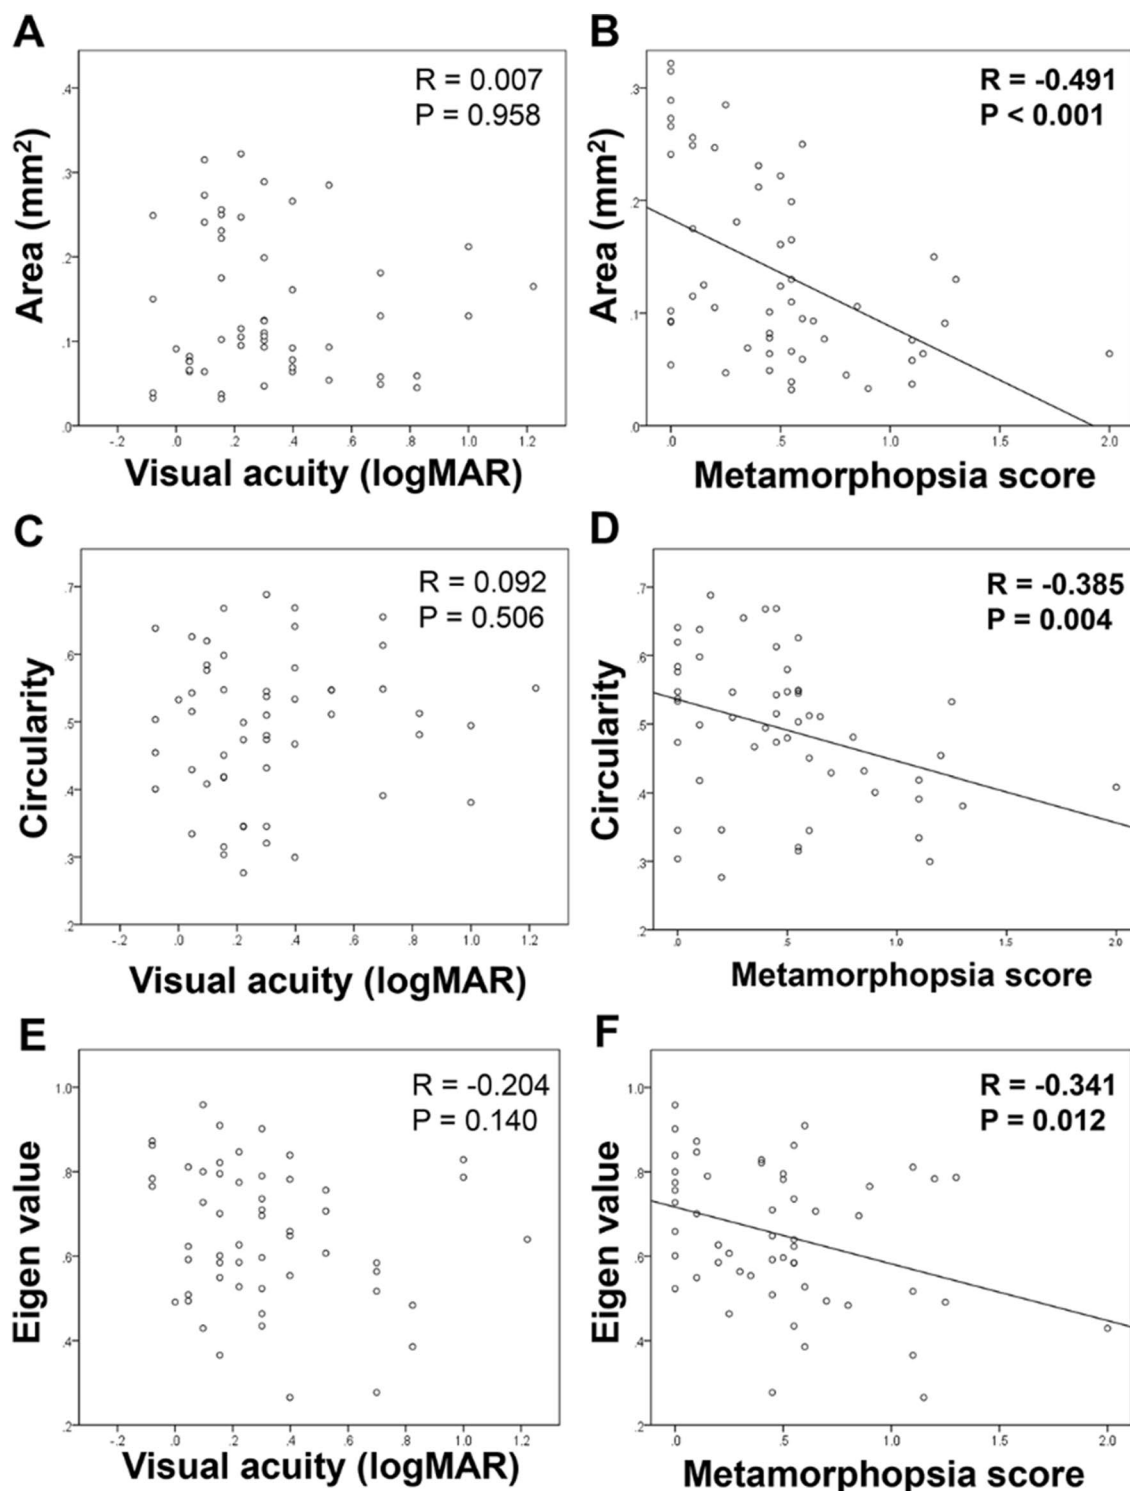 A
R = 0.007
P = 0.958
Area (mm²)
.4
.3
.2
.1
.0
-.2 .0 .2 .4 .6 .8 1.0 1.2
Visual acuity (logMAR)
B
R = -0.491
P < 0.001
Area (mm²)
.3
.2
.1
.0
.0 .5 1.0 1.5 2.0
Metamorphopsia score
C
R = 0.092
P = 0.506
Circularity
.7
.6
.5
.4
.3
.2
-.2 .0 .2 .4 .6 .8 1.0 1.2
Visual acuity (logMAR)
D
R = -0.385
P = 0.004
Circularity
.7
.6
.5
.4
.3
.2
.0 .5 1.0 1.5 2.0
Metamorphopsia score
E
R = -0.204
P = 0.140
Eigen value
1.0
.8
.6
.4
.2
-.2 .0 .2 .4 .6 .8 1.0 1.2
Visual acuity (logMAR)
F
R = -0.341
P = 0.012
Eigen value
1.0
.8
.6
.4
.2
.0 .5 1.0 1.5 2.0
Metamorphopsia score